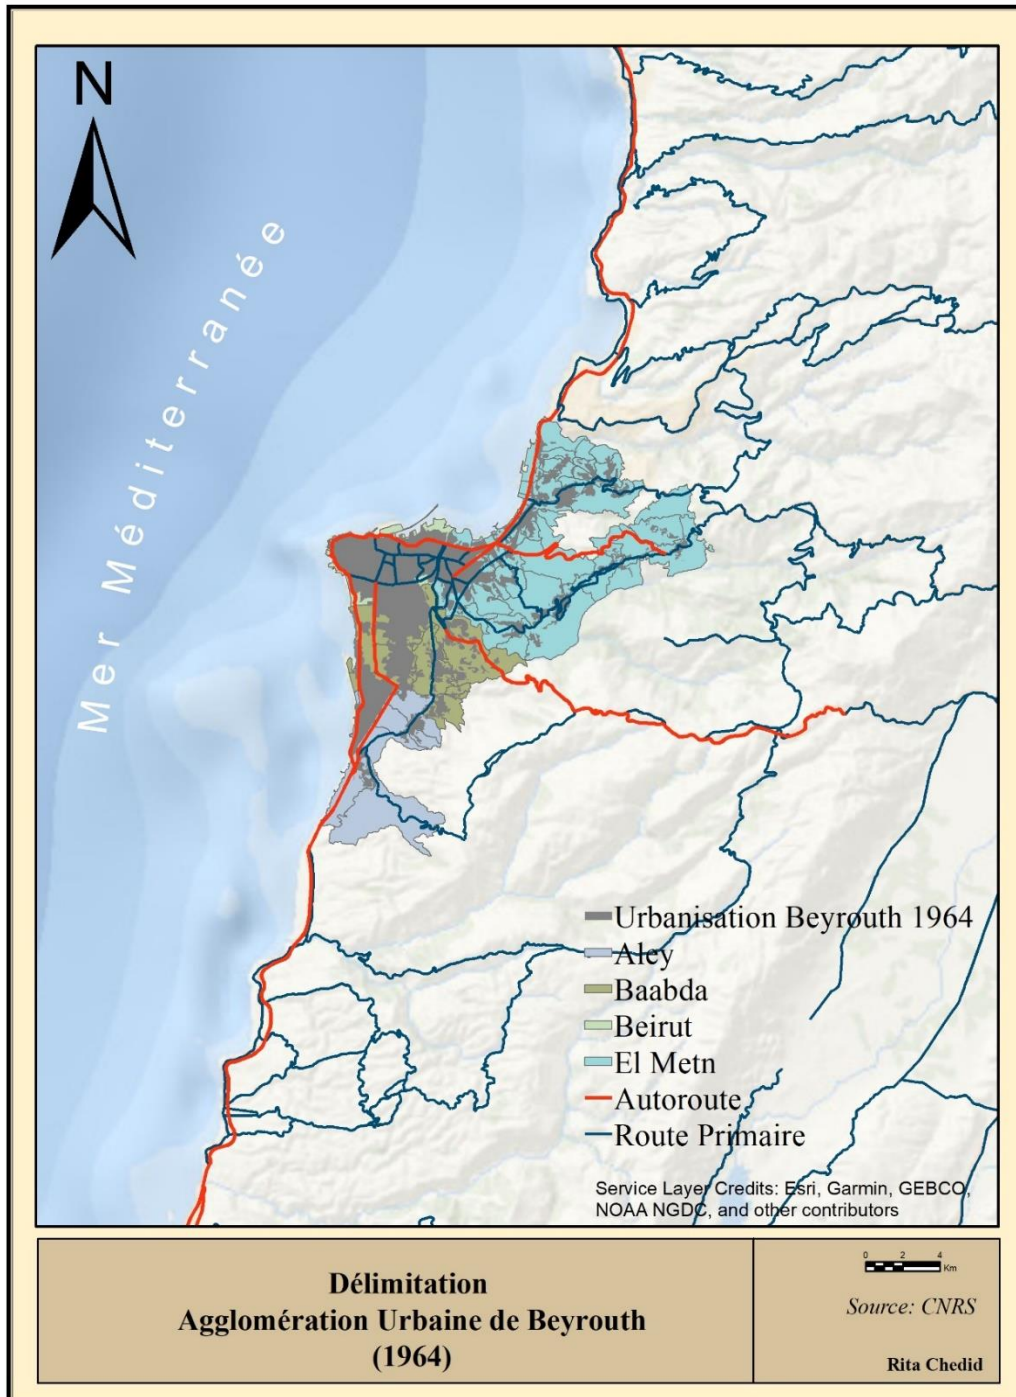 N
Mer Méditerranée
Urbanisation Beyrouth 1964
Aley
Baabda
Beirut
El Metn
Autoroute
Route Primaire
Service Layer Credits: Esri, Garmin, GEBCO,
NOAA NGDC, and other contributors
Délimitation
Agglomération Urbaine de Beyrouth
(1964)
0 2 4
Km
Source: CNRS
Rita Chedid